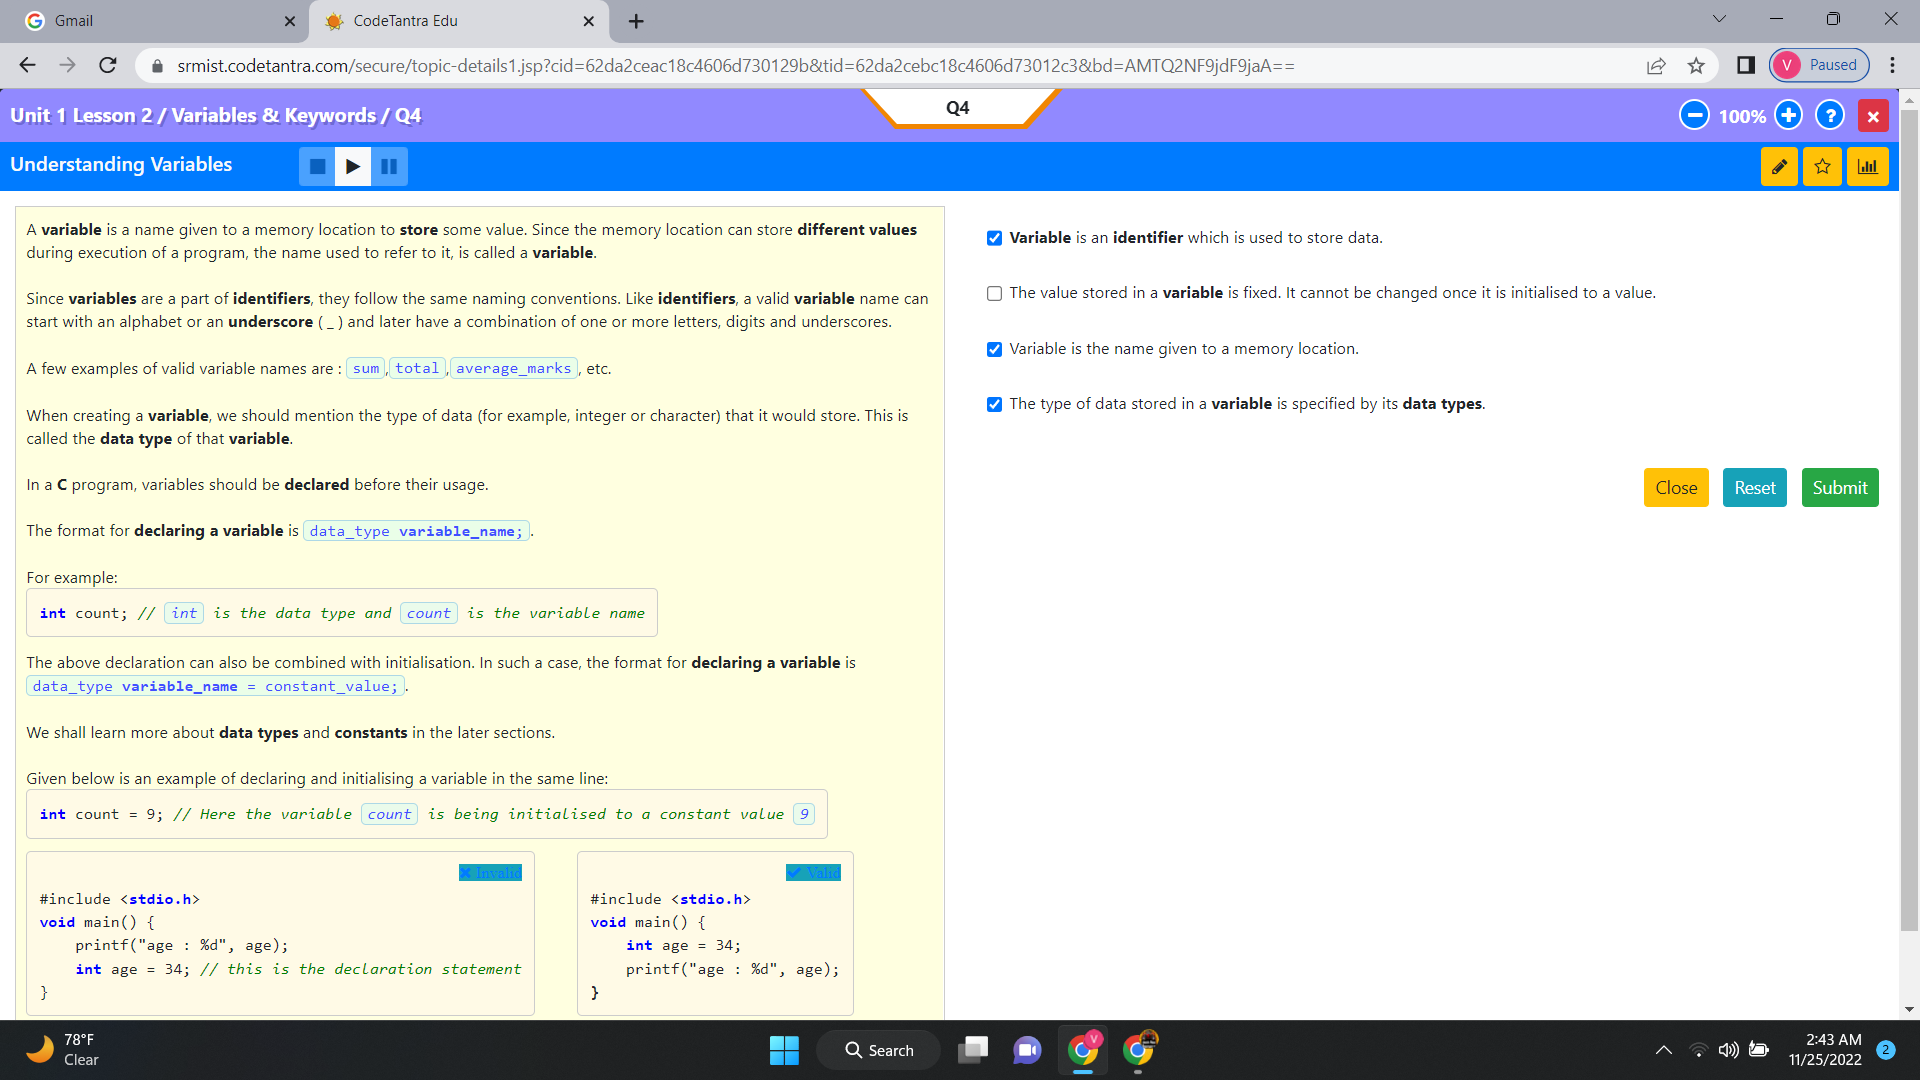 Gmail
CodeTantra Edu
srmist.codetantra.com/secure/topic-details1.jsp?cid=62da2ceac18c4606d730129b&tid=62da2cebc18c4606d73012c3&bd=AMTQ2NF9jdF9jaA==
V Paused
Unit 1 Lesson 2 / Variables & Keywords / Q4
Q4
100%
?
Understanding Variables
A variable is a name given to a memory location to store some value. Since the memory location can store different values
during execution of a program, the name used to refer to it, is called a variable.
Since variables are a part of identifiers, they follow the same naming conventions. Like identifiers, a valid variable name can
start with an alphabet or an underscore ( _ ) and later have a combination of one or more letters, digits and underscores.
A few examples of valid variable names are : sum, total, average_marks, etc.
When creating a variable, we should mention the type of data (for example, integer or character) that it would store. This is
called the data type of that variable.
In a C program, variables should be declared before their usage.
The format for declaring a variable is data_type variable_name;.
For example:
int count; // int is the data type and count is the variable name
The above declaration can also be combined with initialisation. In such a case, the format for declaring a variable is
data_type variable_name = constant_value;.
We shall learn more about data types and constants in the later sections.
Given below is an example of declaring and initialising a variable in the same line:
int count = 9; // Here the variable count is being initialised to a constant value 9
Invalid
#include <stdio.h>
void main() {
printf("age : %d", age);
int age = 34; // this is the declaration statement
}
Valid
#include <stdio.h>
void main() {
int age = 34;
printf("age : %d", age);
}
Variable is an identifier which is used to store data.
The value stored in a variable is fixed. It cannot be changed once it is initialised to a value.
Variable is the name given to a memory location.
The type of data stored in a variable is specified by its data types.
Close Reset Submit
78°F
Clear
Search
V
2:43 AM
11/25/2022
2